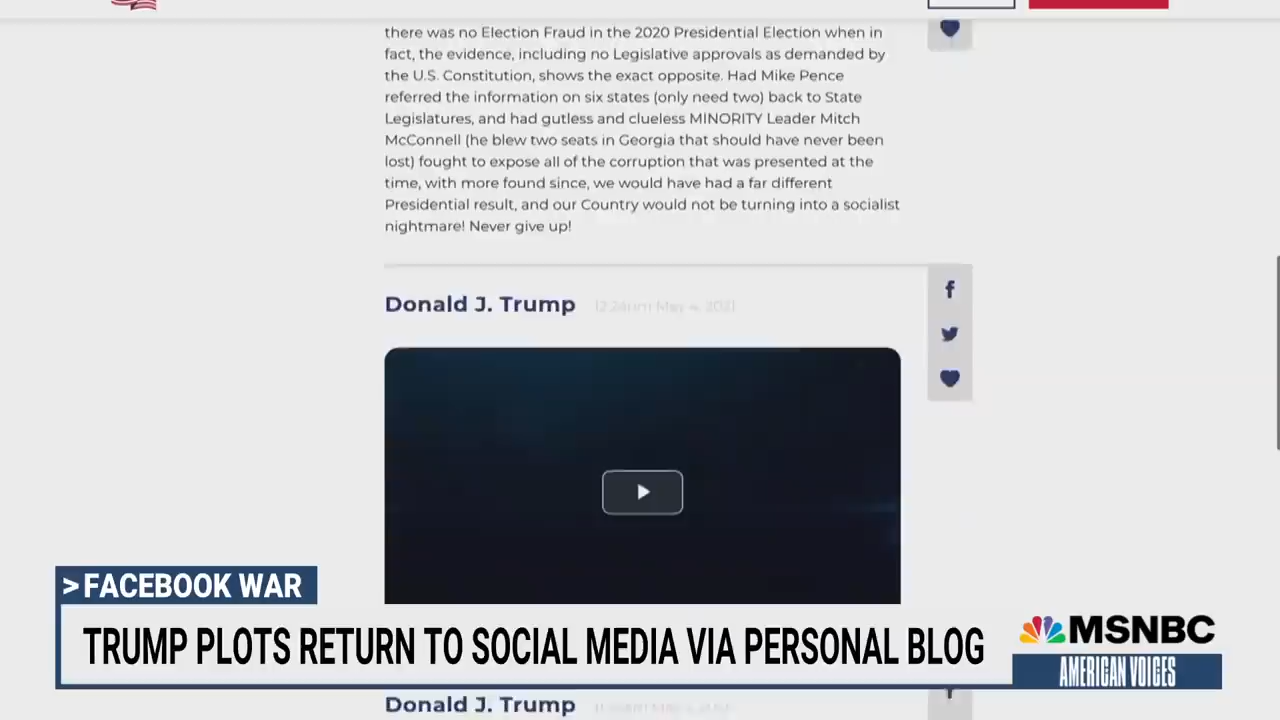 there was no Election Fraud in the 2020 Presidential Election when in
fact, the evidence, including no Legislative approvals as demanded by
the U.S. Constitution, shows the exact opposite. Had Mike Pence
referred the information on six states (only need two) back to State
Legislatures, and had gutless and clueless MINORITY Leader Mitch
McConnell (he blew two seats in Georgia that should have never been
lost) fought to expose all of the corruption that was presented at the
time, with more found since, we would have had a far different
Presidential result, and our Country would not be turning into a socialist
nightmare! Never give up!
Donald J. Trump May 4, 2021
>FACEBOOK WAR
TRUMP PLOTS RETURN TO SOCIAL MEDIA VIA PERSONAL BLOG
MSNBC
AMERICAN VOICES
Donald J. Trump